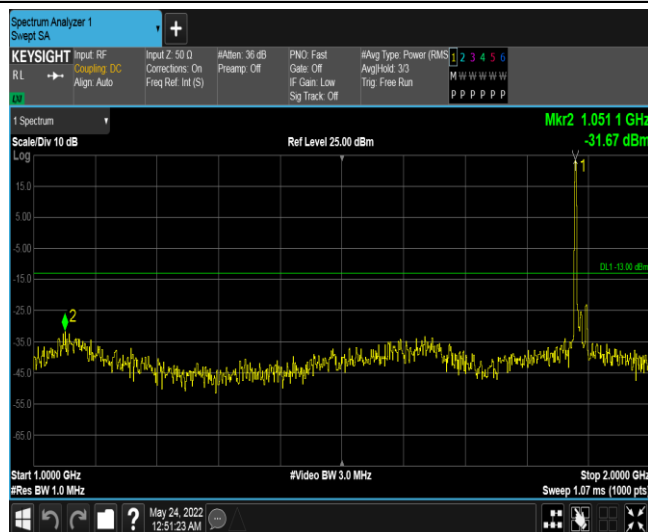 Spectrum Analyzer 1
Swept SA
+
KEYSIGHT Input: RF Input Z: 50 Ω #Atten: 36 dB PNO: Fast #Avg Type: Power (RMS 1 2 3 4 5 6
RL Coupling: DC Corrections: On Preamp: Off Gate: Off Avg|Hold: 3/3 M W W W W W
Align: Auto Freq Ref: Int (S) IF Gain: Low Trig: Free Run
Sig Track: Off P P P P P P
1 Spectrum Mkr2 1.051 1 GHz
Scale/Div 10 dB Ref Level 25.00 dBm -31.67 dBm
Log
1
15.0
5.00
-5.00
DL1 -13.00 dBm
-15.0
-25.0
2
-35.0
-45.0
-55.0
-65.0
Start 1.0000 GHz #Video BW 3.0 MHz Stop 2.0000 GHz
#Res BW 1.0 MHz Sweep 1.07 ms (1000 pts)
? May 24, 2022
12:51:23 AM